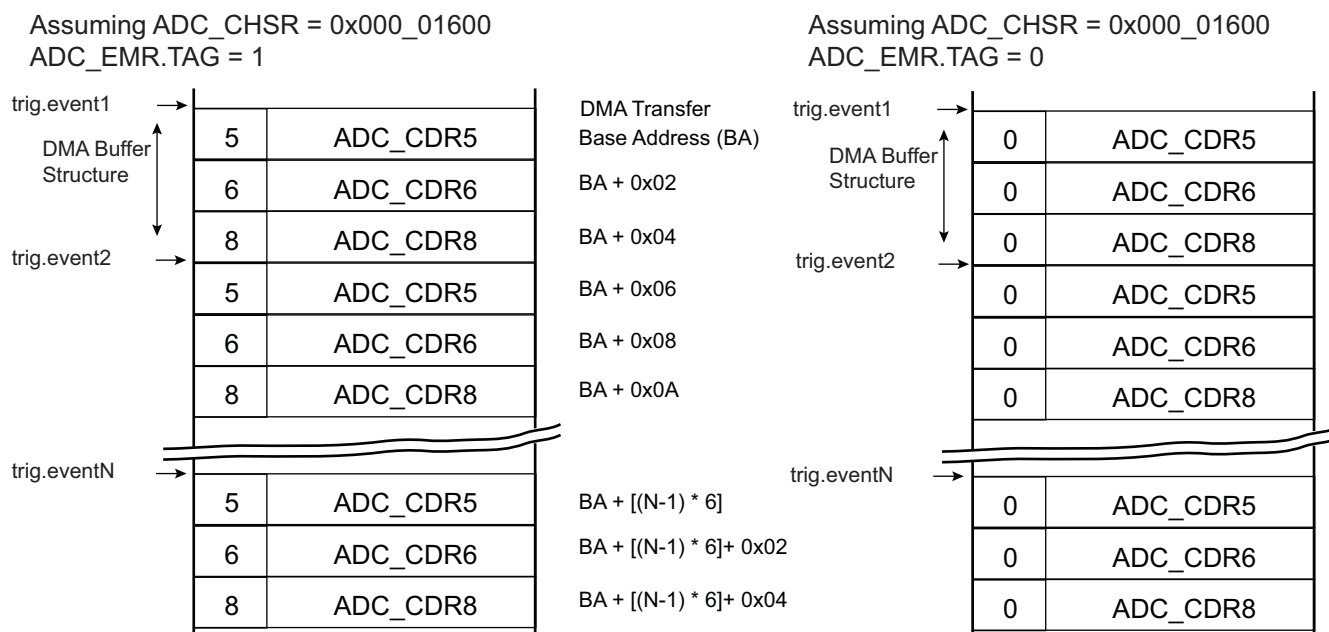 Assuming ADC_CHSR = 0x000_01600
ADC_EMR.TAG = 1
trig.event1
DMA Buffer
Structure
5 ADC_CDR5
6 ADC_CDR6
8 ADC_CDR8
trig.event2
5 ADC_CDR5
6 ADC_CDR6
8 ADC_CDR8
trig.eventN
5 ADC_CDR5
6 ADC_CDR6
8 ADC_CDR8
DMA Transfer
Base Address (BA)
BA + 0x02
BA + 0x04
BA + 0x06
BA + 0x08
BA + 0x0A
BA + [(N-1) * 6]
BA + [(N-1) * 6]+ 0x02
BA + [(N-1) * 6]+ 0x04
Assuming ADC_CHSR = 0x000_01600
ADC_EMR.TAG = 0
trig.event1
DMA Buffer
Structure
0 ADC_CDR5
0 ADC_CDR6
0 ADC_CDR8
trig.event2
0 ADC_CDR5
0 ADC_CDR6
0 ADC_CDR8
trig.eventN
0 ADC_CDR5
0 ADC_CDR6
0 ADC_CDR8